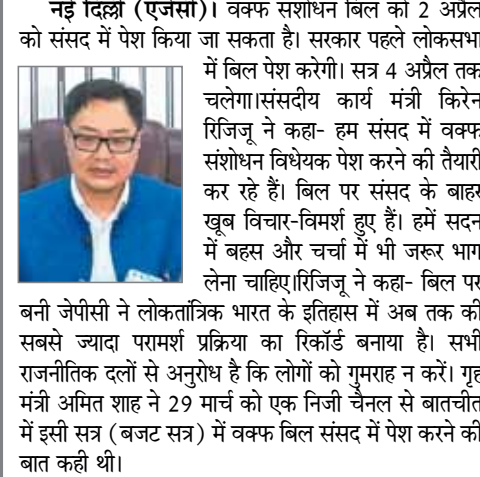 नई दिल्ली (एजेंसी)। वक्फ संशोधन बिल को 2 अप्रैल
को संसद में पेश किया जा सकता है। सरकार पहले लोकसभा
में बिल पेश करेगी। सत्र 4 अप्रैल तक
चलेगा।संसदीय कार्य मंत्री किरेन
रिजिजू ने कहा- हम संसद में वक्फ
संशोधन विधेयक पेश करने की तैयारी
कर रहे हैं। बिल पर संसद के बाहर
खूब विचार-विमर्श हुए हैं। हमें सदन
में बहस और चर्चा में भी जरूर भाग
लेना चाहिए।रिजिजू ने कहा- बिल पर
बनी जेपीसी ने लोकतांत्रिक भारत के इतिहास में अब तक की
सबसे ज्यादा परामर्श प्रक्रिया का रिकॉर्ड बनाया है। सभी
राजनीतिक दलों से अनुरोध है कि लोगों को गुमराह न करें। गृह
मंत्री अमित शाह ने 29 मार्च को एक निजी चैनल से बातचीत
में इसी सत्र (बजट सत्र) में वक्फ बिल संसद में पेश करने की
बात कही थी।